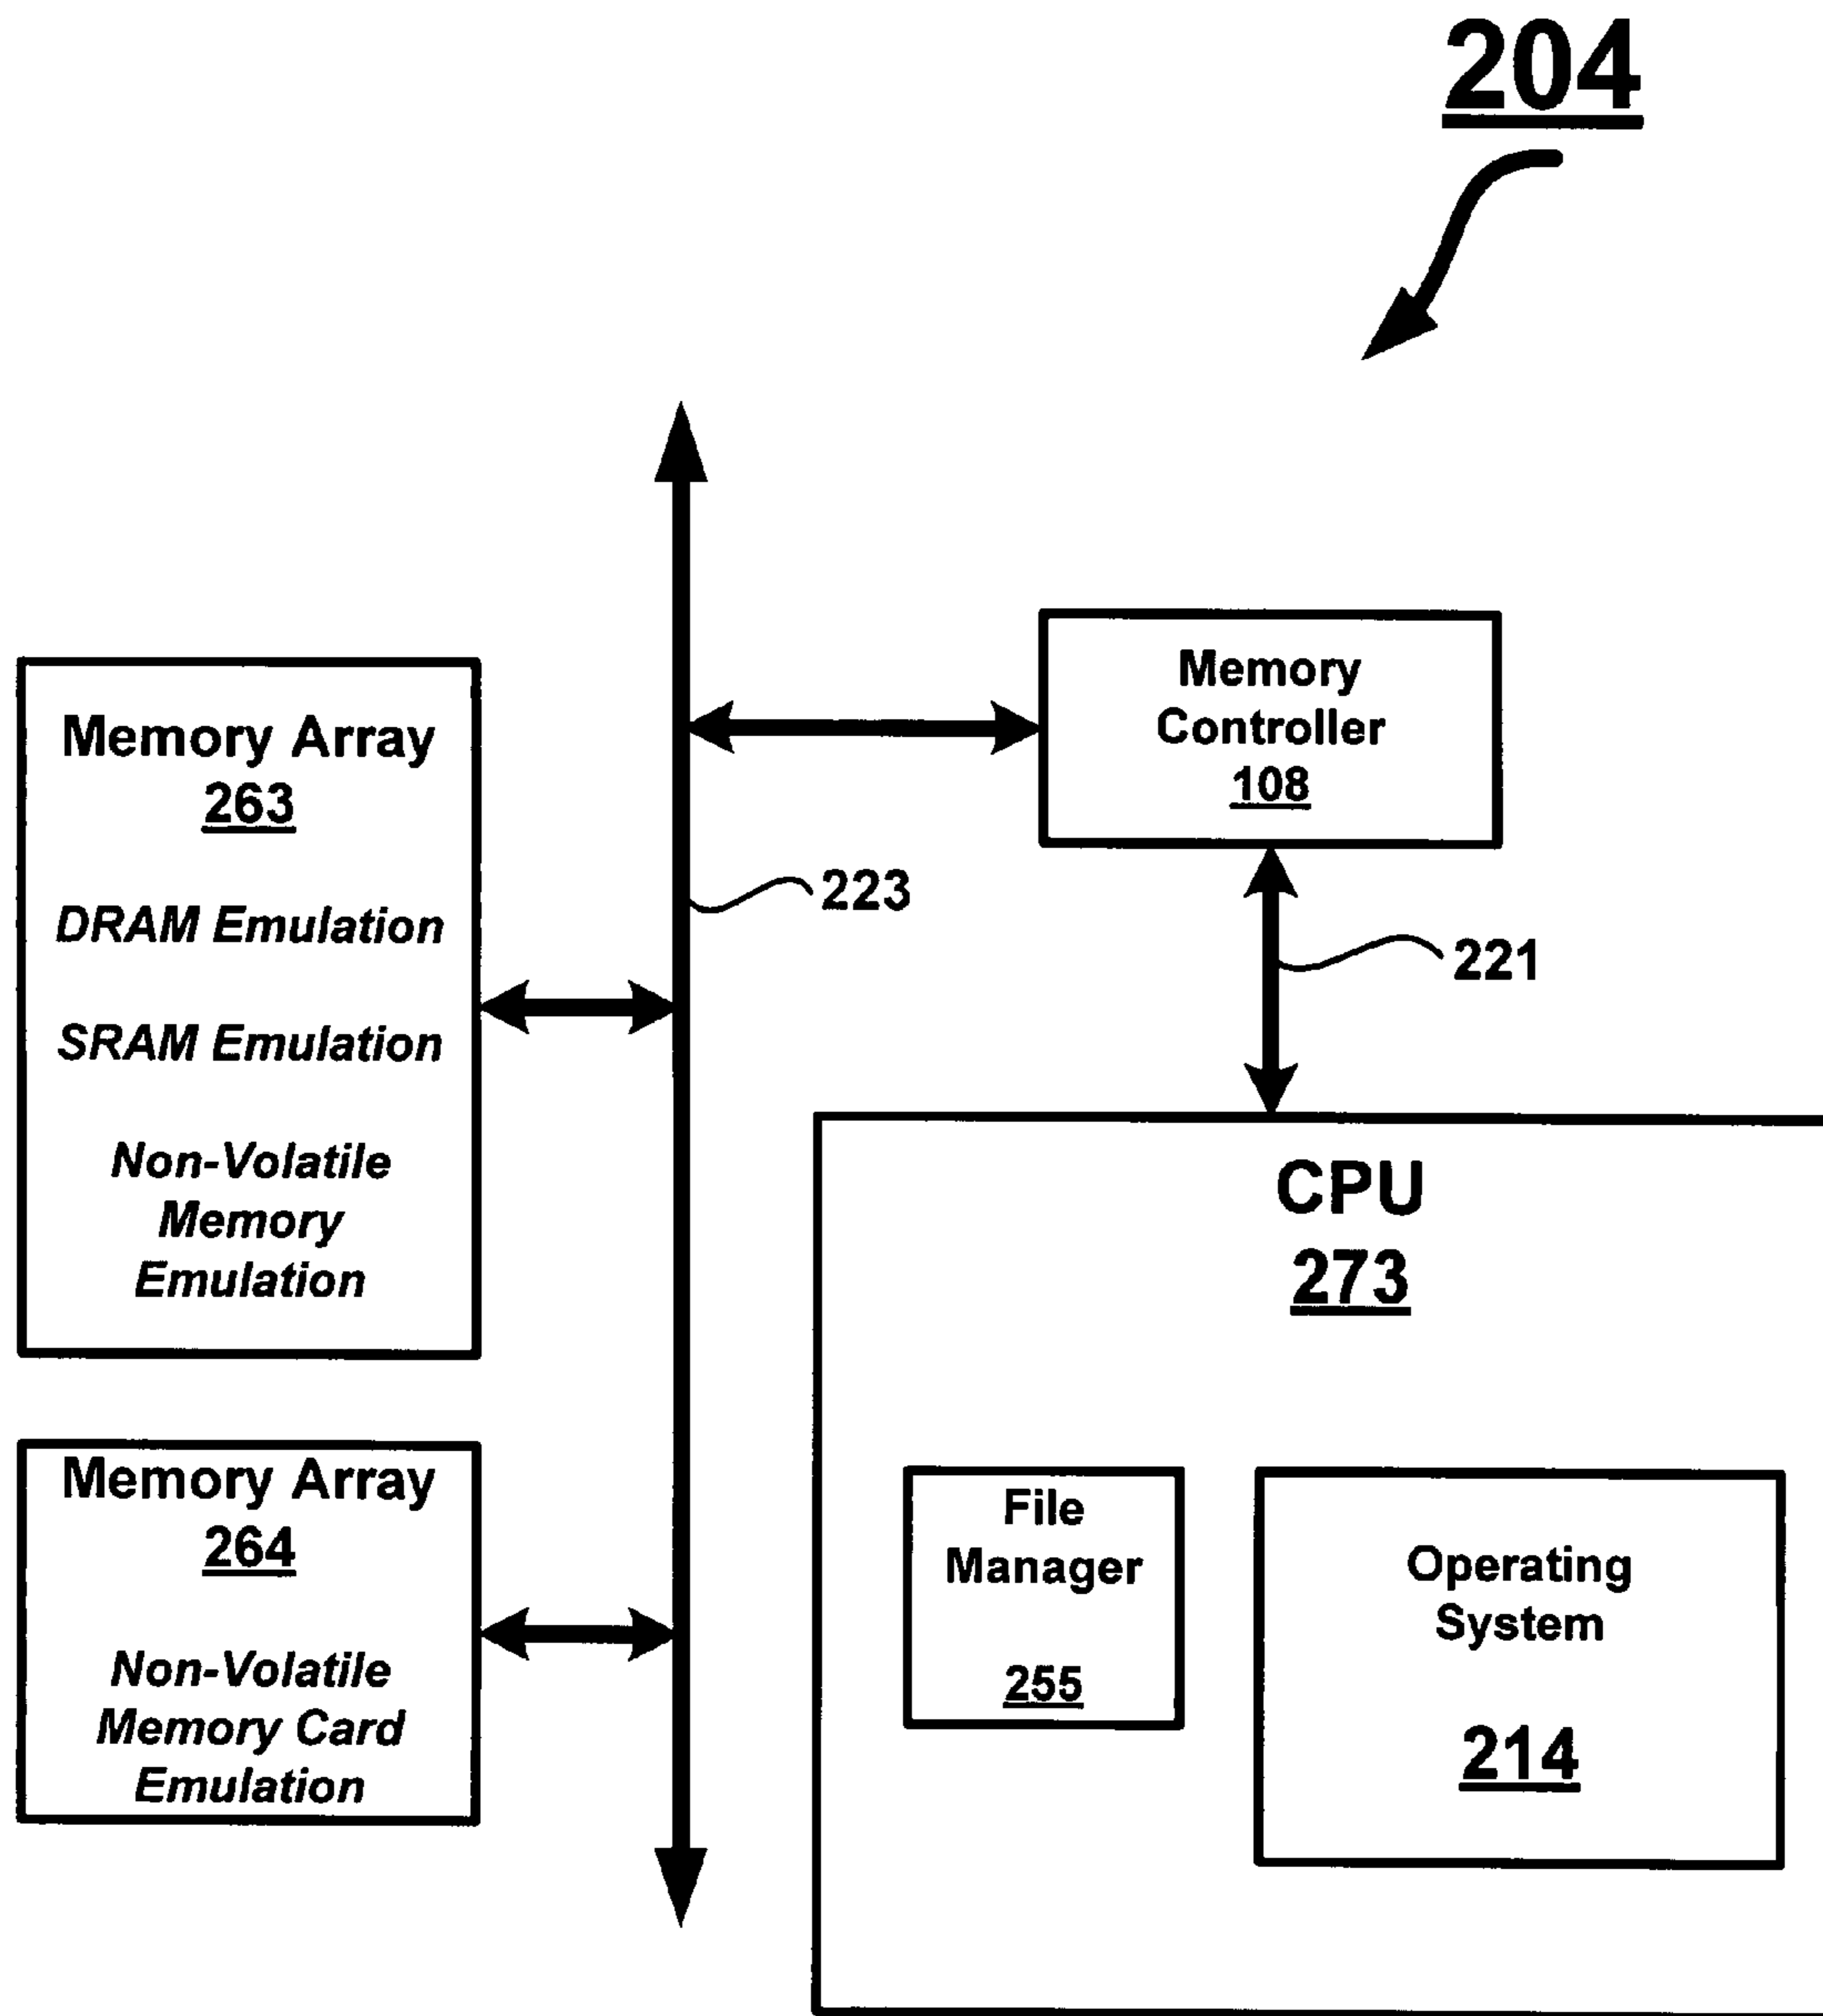 204
Memory
Controller
108
Memory Array
263
DRAM Emulation
SRAM Emulation
Non-Volatile
Memory
Emulation
223
221
CPU
273
File
Manager
255
Operating
System
214
Memory Array
264
Non-Volatile
Memory Card
Emulation